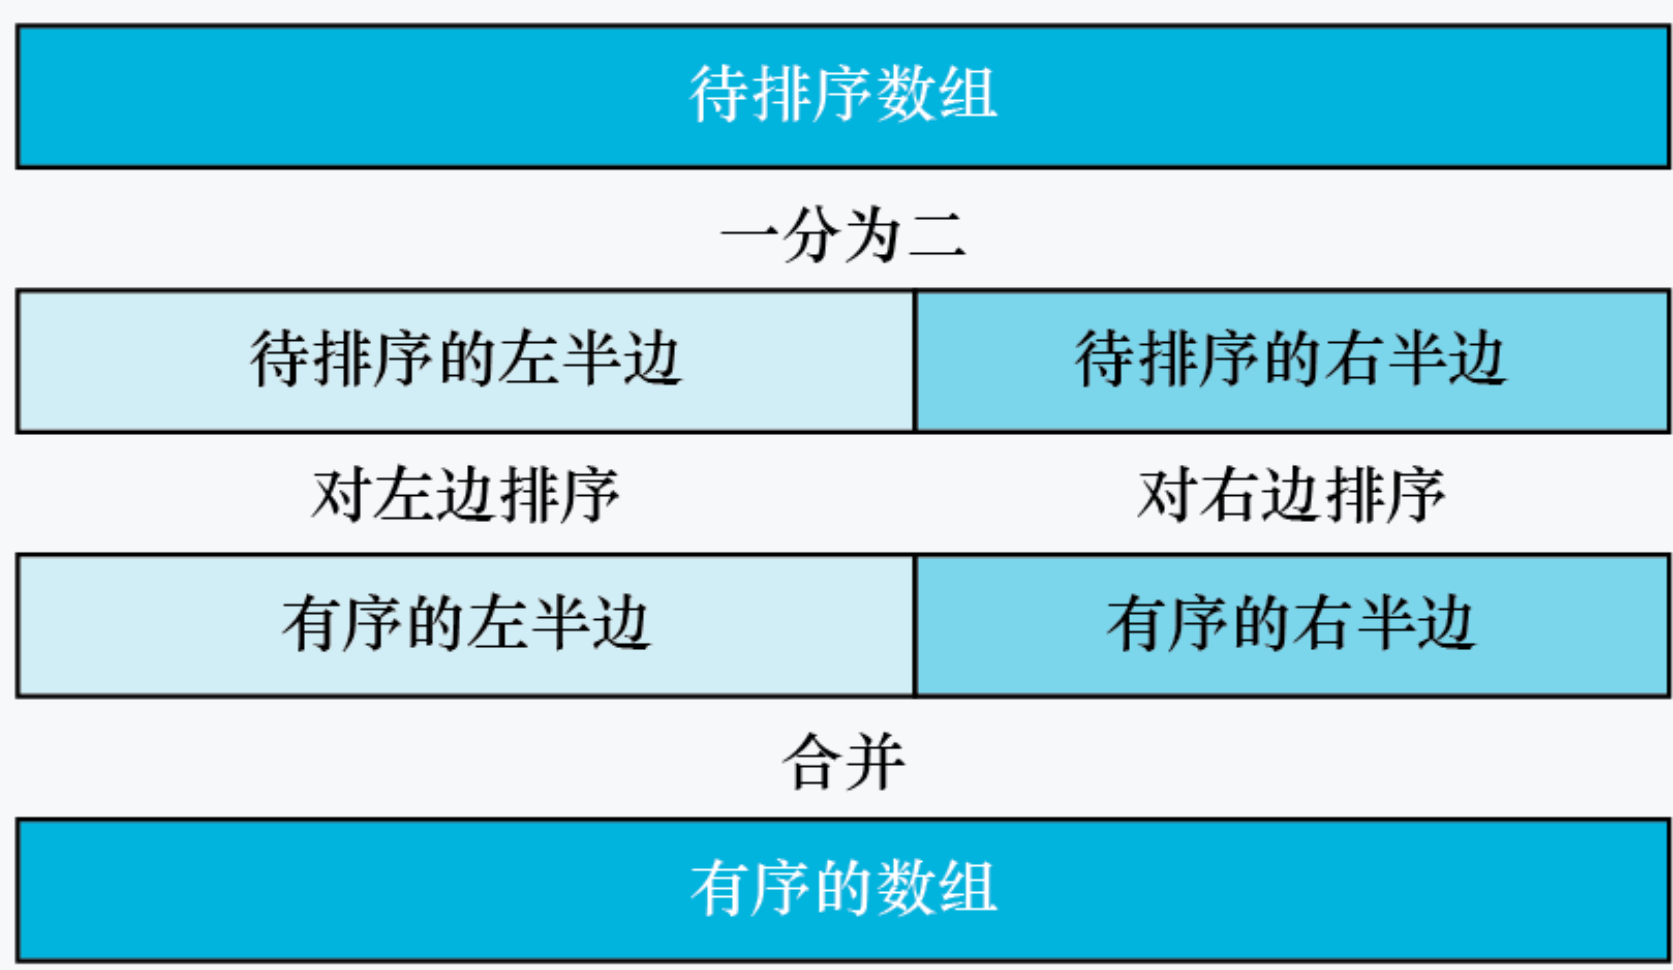 待排序数组
一分为二
待排序的左半边 待排序的右半边
对左边排序 对右边排序
有序的左半边 有序的右半边
合并
有序的数组